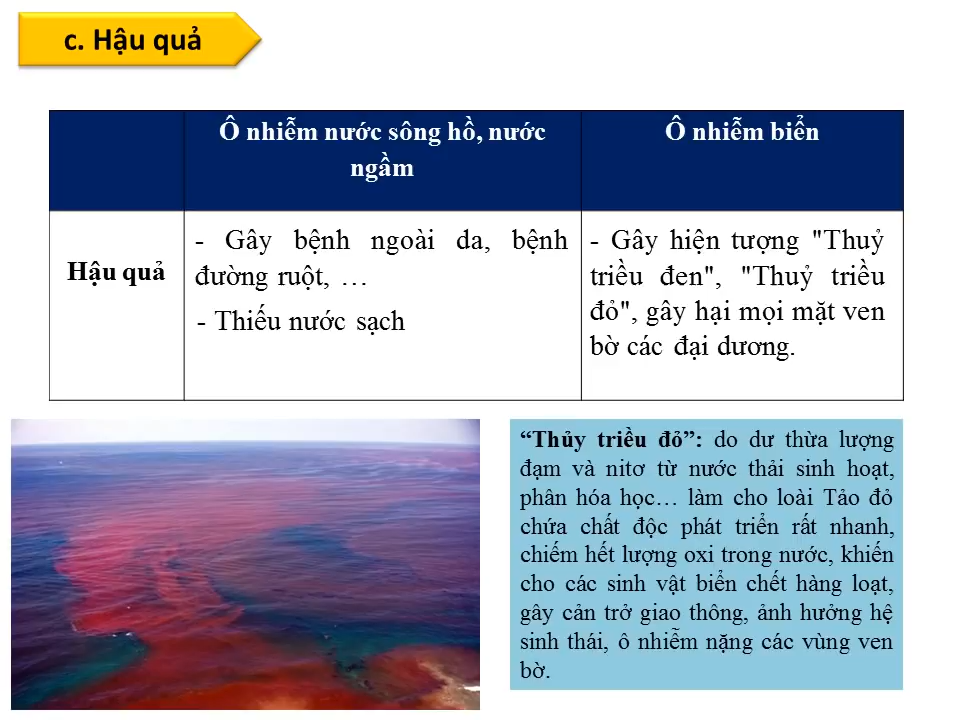 c. Hậu quả
Ô nhiễm nước sông hồ, nước
ngầm
Ô nhiễm biển
Hậu quả
- Gây bệnh ngoài da, bệnh
đường ruột, …
- Thiếu nước sạch
- Gây hiện tượng "Thuỷ
triều đen", "Thuỷ triều
đỏ", gây hại mọi mặt ven
bờ các đại dương.
“Thủy triều đỏ”: do dư thừa lượng
đạm và nitơ từ nước thải sinh hoạt,
phân hóa học… làm cho loài Tảo đỏ
chứa chất độc phát triển rất nhanh,
chiếm hết lượng oxi trong nước, khiến
cho các sinh vật biển chết hàng loạt,
gây cản trở giao thông, ảnh hưởng hệ
sinh thái, ô nhiễm nặng các vùng ven
bờ.